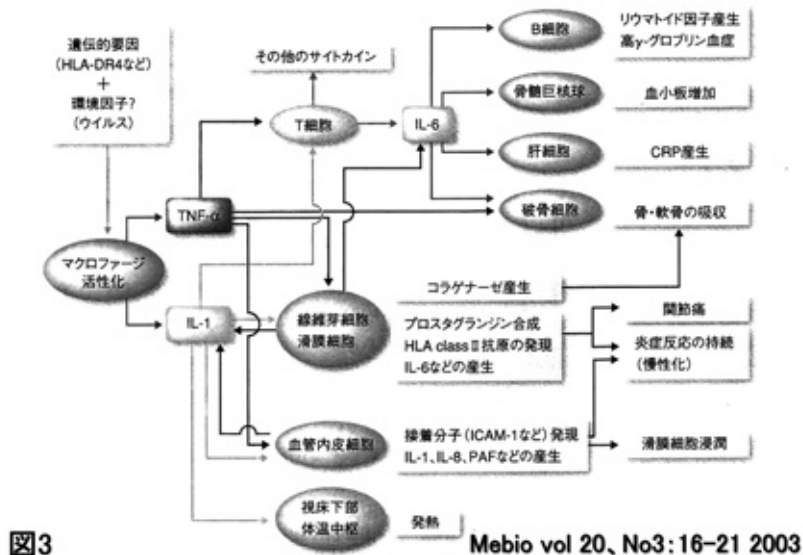 遺伝的要因
(HLA-DR4など)
+
環境因子?
(ウイルス)
その他のサイトカイン
T細胞
IL-6
B細胞
リウマトイド因子産生
高γ-グロブリン血症
骨髄巨核球
血小板増加
肝細胞
CRP産生
破骨細胞
骨・軟骨の吸収
TNF-α
マクロファージ
活性化
IL-1
線維芽細胞
滑膜細胞
コラゲナーゼ産生
プロスタグランジン合成
HLA classⅡ抗原の発現
IL-6などの産生
関節痛
炎症反応の持続
(慢性化)
血管内皮細胞
接着分子(ICAM-1など)発現
IL-1、IL-8、PAFなどの産生
滑膜細胞浸潤
視床下部
体温中枢
発熱
図3
Mebio vol 20、No3:16-21 2003